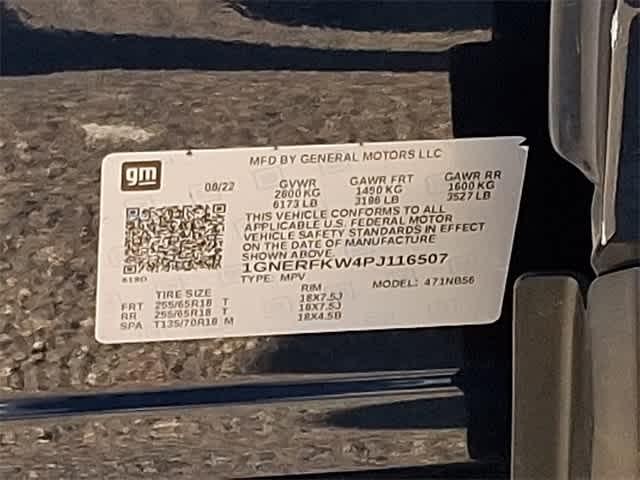 MFD BY GENERAL MOTORS LLC
gm
08/22
GVWR GAWR FRT GAWR RR
2800 KG 1450 KG 1600 KG
6173 LB 3196 LB 3527 LB
THIS VEHICLE CONFORMS TO ALL
APPLICABLE U.S. FEDERAL MOTOR
VEHICLE SAFETY STANDARDS IN EFFECT
ON THE DATE OF MANUFACTURE
SHOWN ABOVE.
1GNERFKW4PJ116507
TYPE: MPV MODEL: 471NB56
TIRE SIZE RIM
FRT 255/65R18 T 18X7.5J
RR 255/65R18 T 18X7.5J
SPA T135/70R18 M 18X4.5B